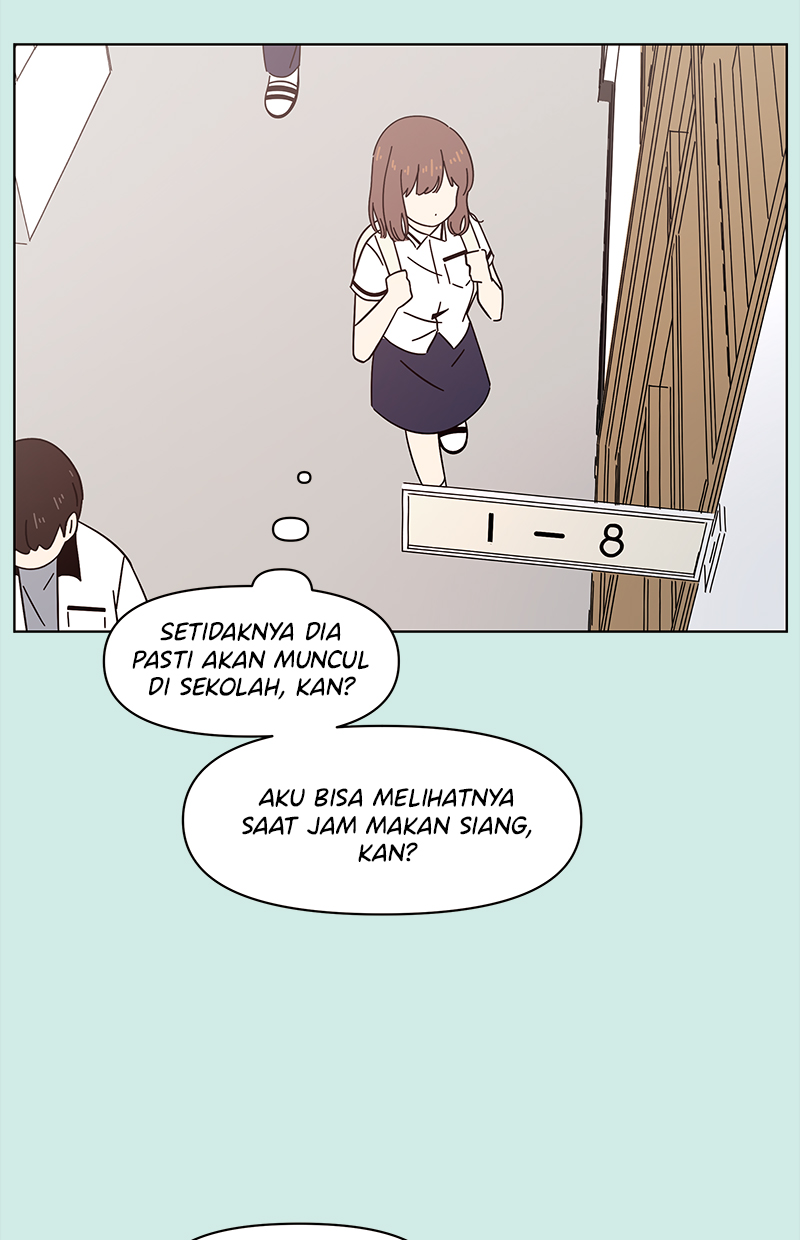 1 - 8
SETIDAKNYA DIA
PASTI AKAN MUNCUL
DI SEKOLAH, KAN?
AKU BISA MELIHATNYA
SAAT JAM MAKAN SIANG,
KAN?